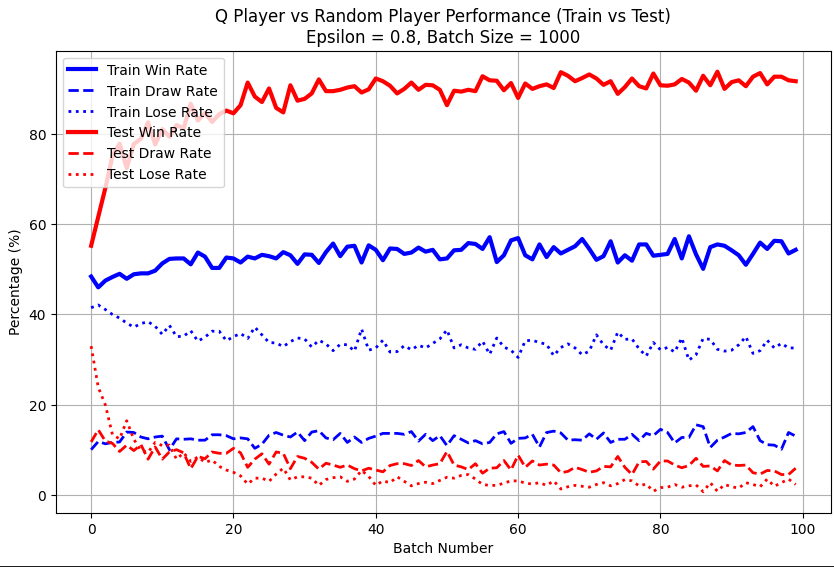 Q Player vs Random Player Performance (Train vs Test)
Epsilon = 0.8, Batch Size = 1000
Train Win Rate
Train Draw Rate
Train Lose Rate
Test Win Rate
Test Draw Rate
Test Lose Rate
Percentage (%)
80
60
40
20
0
0 20 40 60 80 100
Batch Number